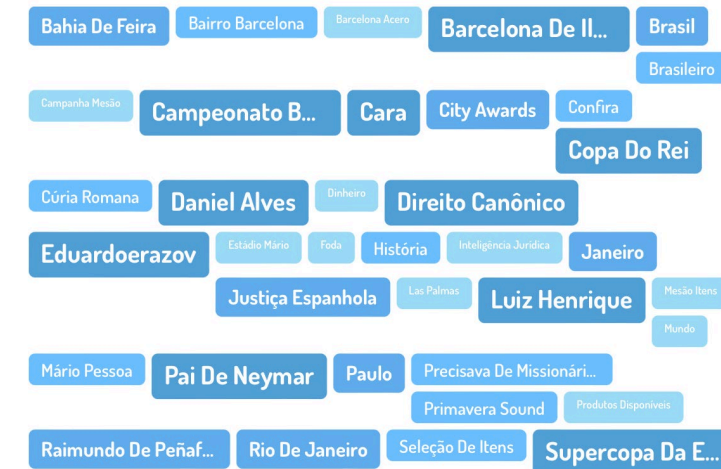 Bahia De Feira Bairro Barcelona Barcelona Acero Barcelona De Il... Brasil
Brasileiro
Campanha Mesão Campeonato B... Cara City Awards Confira
Copa Do Rei
Cúria Romana Daniel Alves Dinheiro Direito Canônico
Eduardoerazov Estádio Mário Foda História Inteligência Jurídica Janeiro
Justiça Espanhola Las Palmas Luiz Henrique Mesão Itens
Mundo
Mário Pessoa Pai De Neymar Paulo Precisava De Missionári...
Primavera Sound Produtos Disponíveis
Raimundo De Peñaf... Rio De Janeiro Seleção De Itens Supercopa Da E...